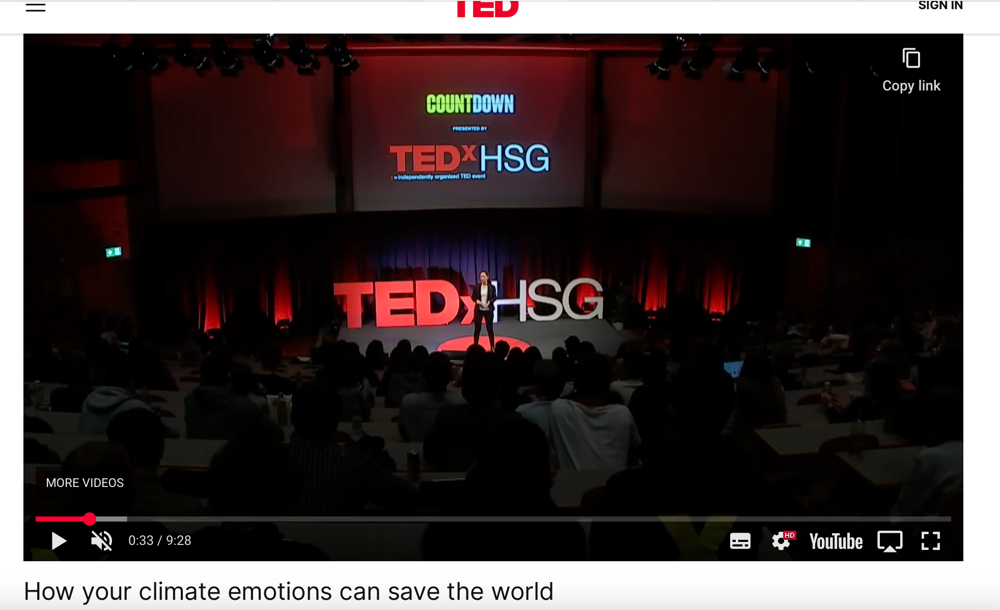 TED
SIGN IN
Copy link
COUNTDOWN
PRESENTED BY
TEDxHSG
x = independently organized TED event
TEDxHSG
MORE VIDEOS
0:33 / 9:28
HD
YouTube
How your climate emotions can save the world